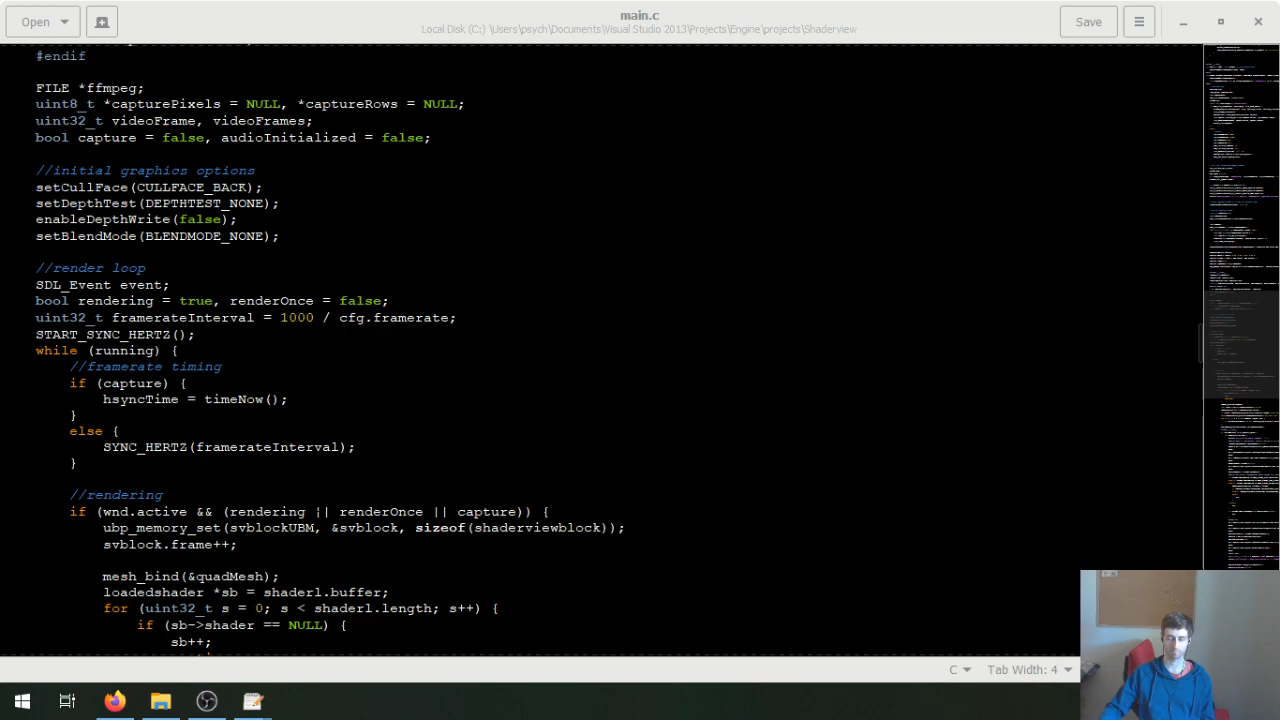 Open
main.c
Local Disk (C:) \Users\psych\Documents\Visual Studio 2013\Projects\Engine\projects\Shaderview
Save
#endif
FILE *ffmpeg;
uint8_t *capturePixels = NULL, *captureRows = NULL;
uint32_t videoFrame, videoFrames;
bool capture = false, audioInitialized = false;
//initial graphics options
setCullFace(CULLFACE_BACK);
setDepthTest(DEPTHTEST_NONE);
enableDepthWrite(false);
setBlendMode(BLENDMODE_NONE);
//render loop
SDL_Event event;
bool rendering = true, renderOnce = false;
uint32_t framerateInterval = 1000 / cfg.framerate;
START_SYNC_HERTZ();
while (running) {
//framerate timing
if (capture) {
hsyncTime = timeNow();
}
else {
SYNC_HERTZ(framerateInterval);
}
//rendering
if (wnd.active && (rendering || renderOnce || capture)) {
ubp_memory_set(svblockUBM, &svblock, sizeof(shaderviewblock));
svblock.frame++;
mesh_bind(&quadMesh);
loadedshader *sb = shaderl.buffer;
for (uint32_t s = 0; s < shaderl.length; s++) {
if (sb->shader == NULL) {
sb++;
C
Tab Width: 4